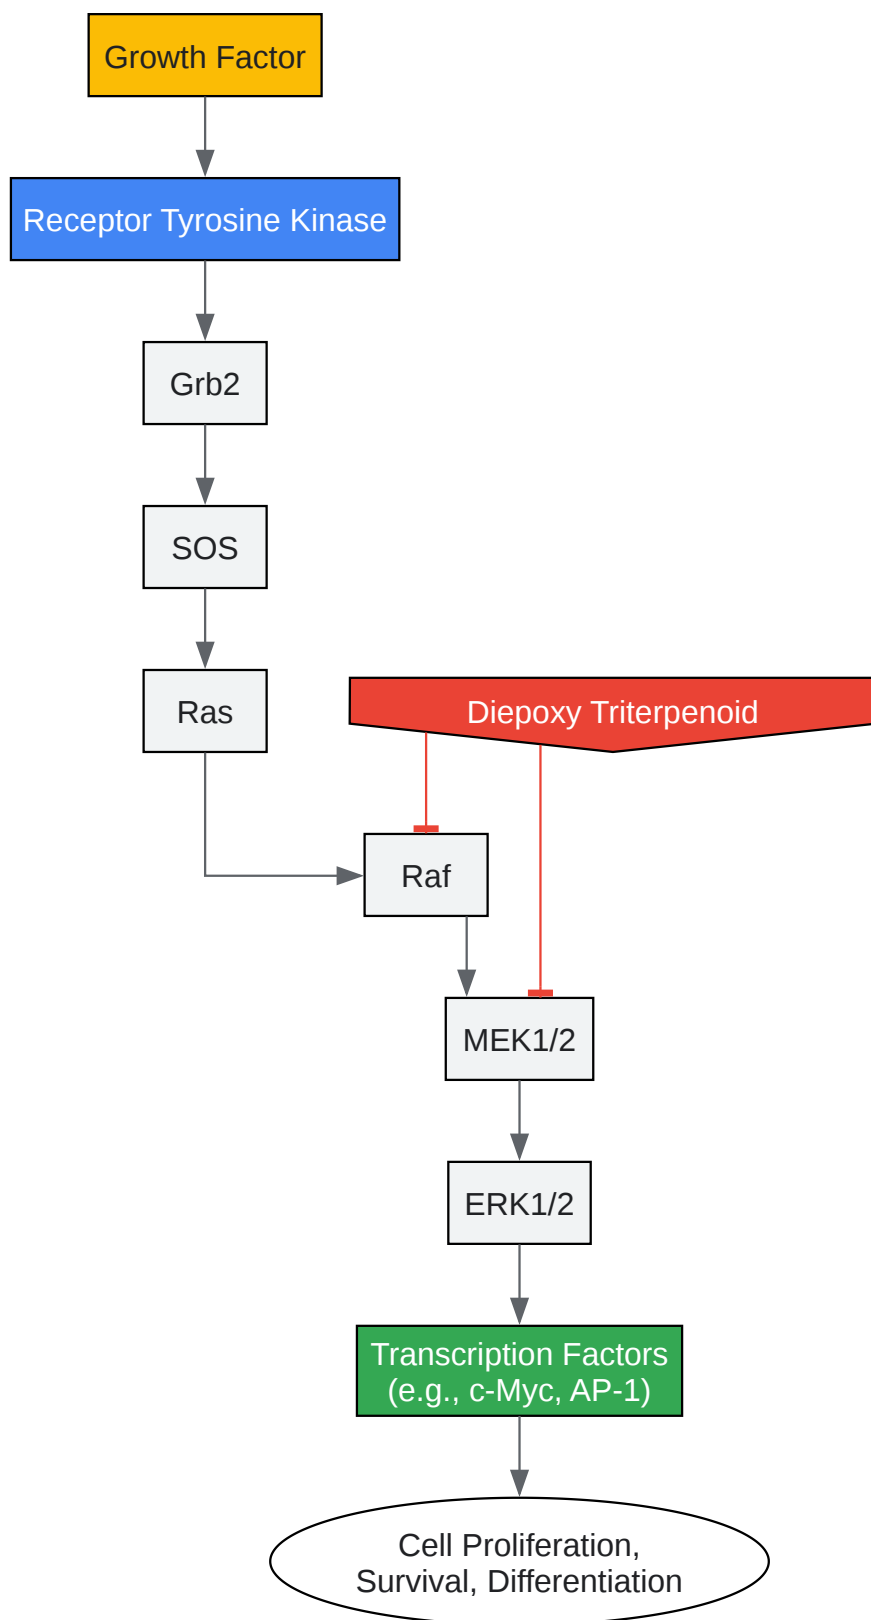 Growth Factor
Receptor Tyrosine Kinase
Grb2
SOS
Ras
Diepoxy Triterpenoid
Raf
MEK1/2
ERK1/2
Transcription Factors
(e.g., c-Myc, AP-1)
Cell Proliferation,
Survival, Differentiation